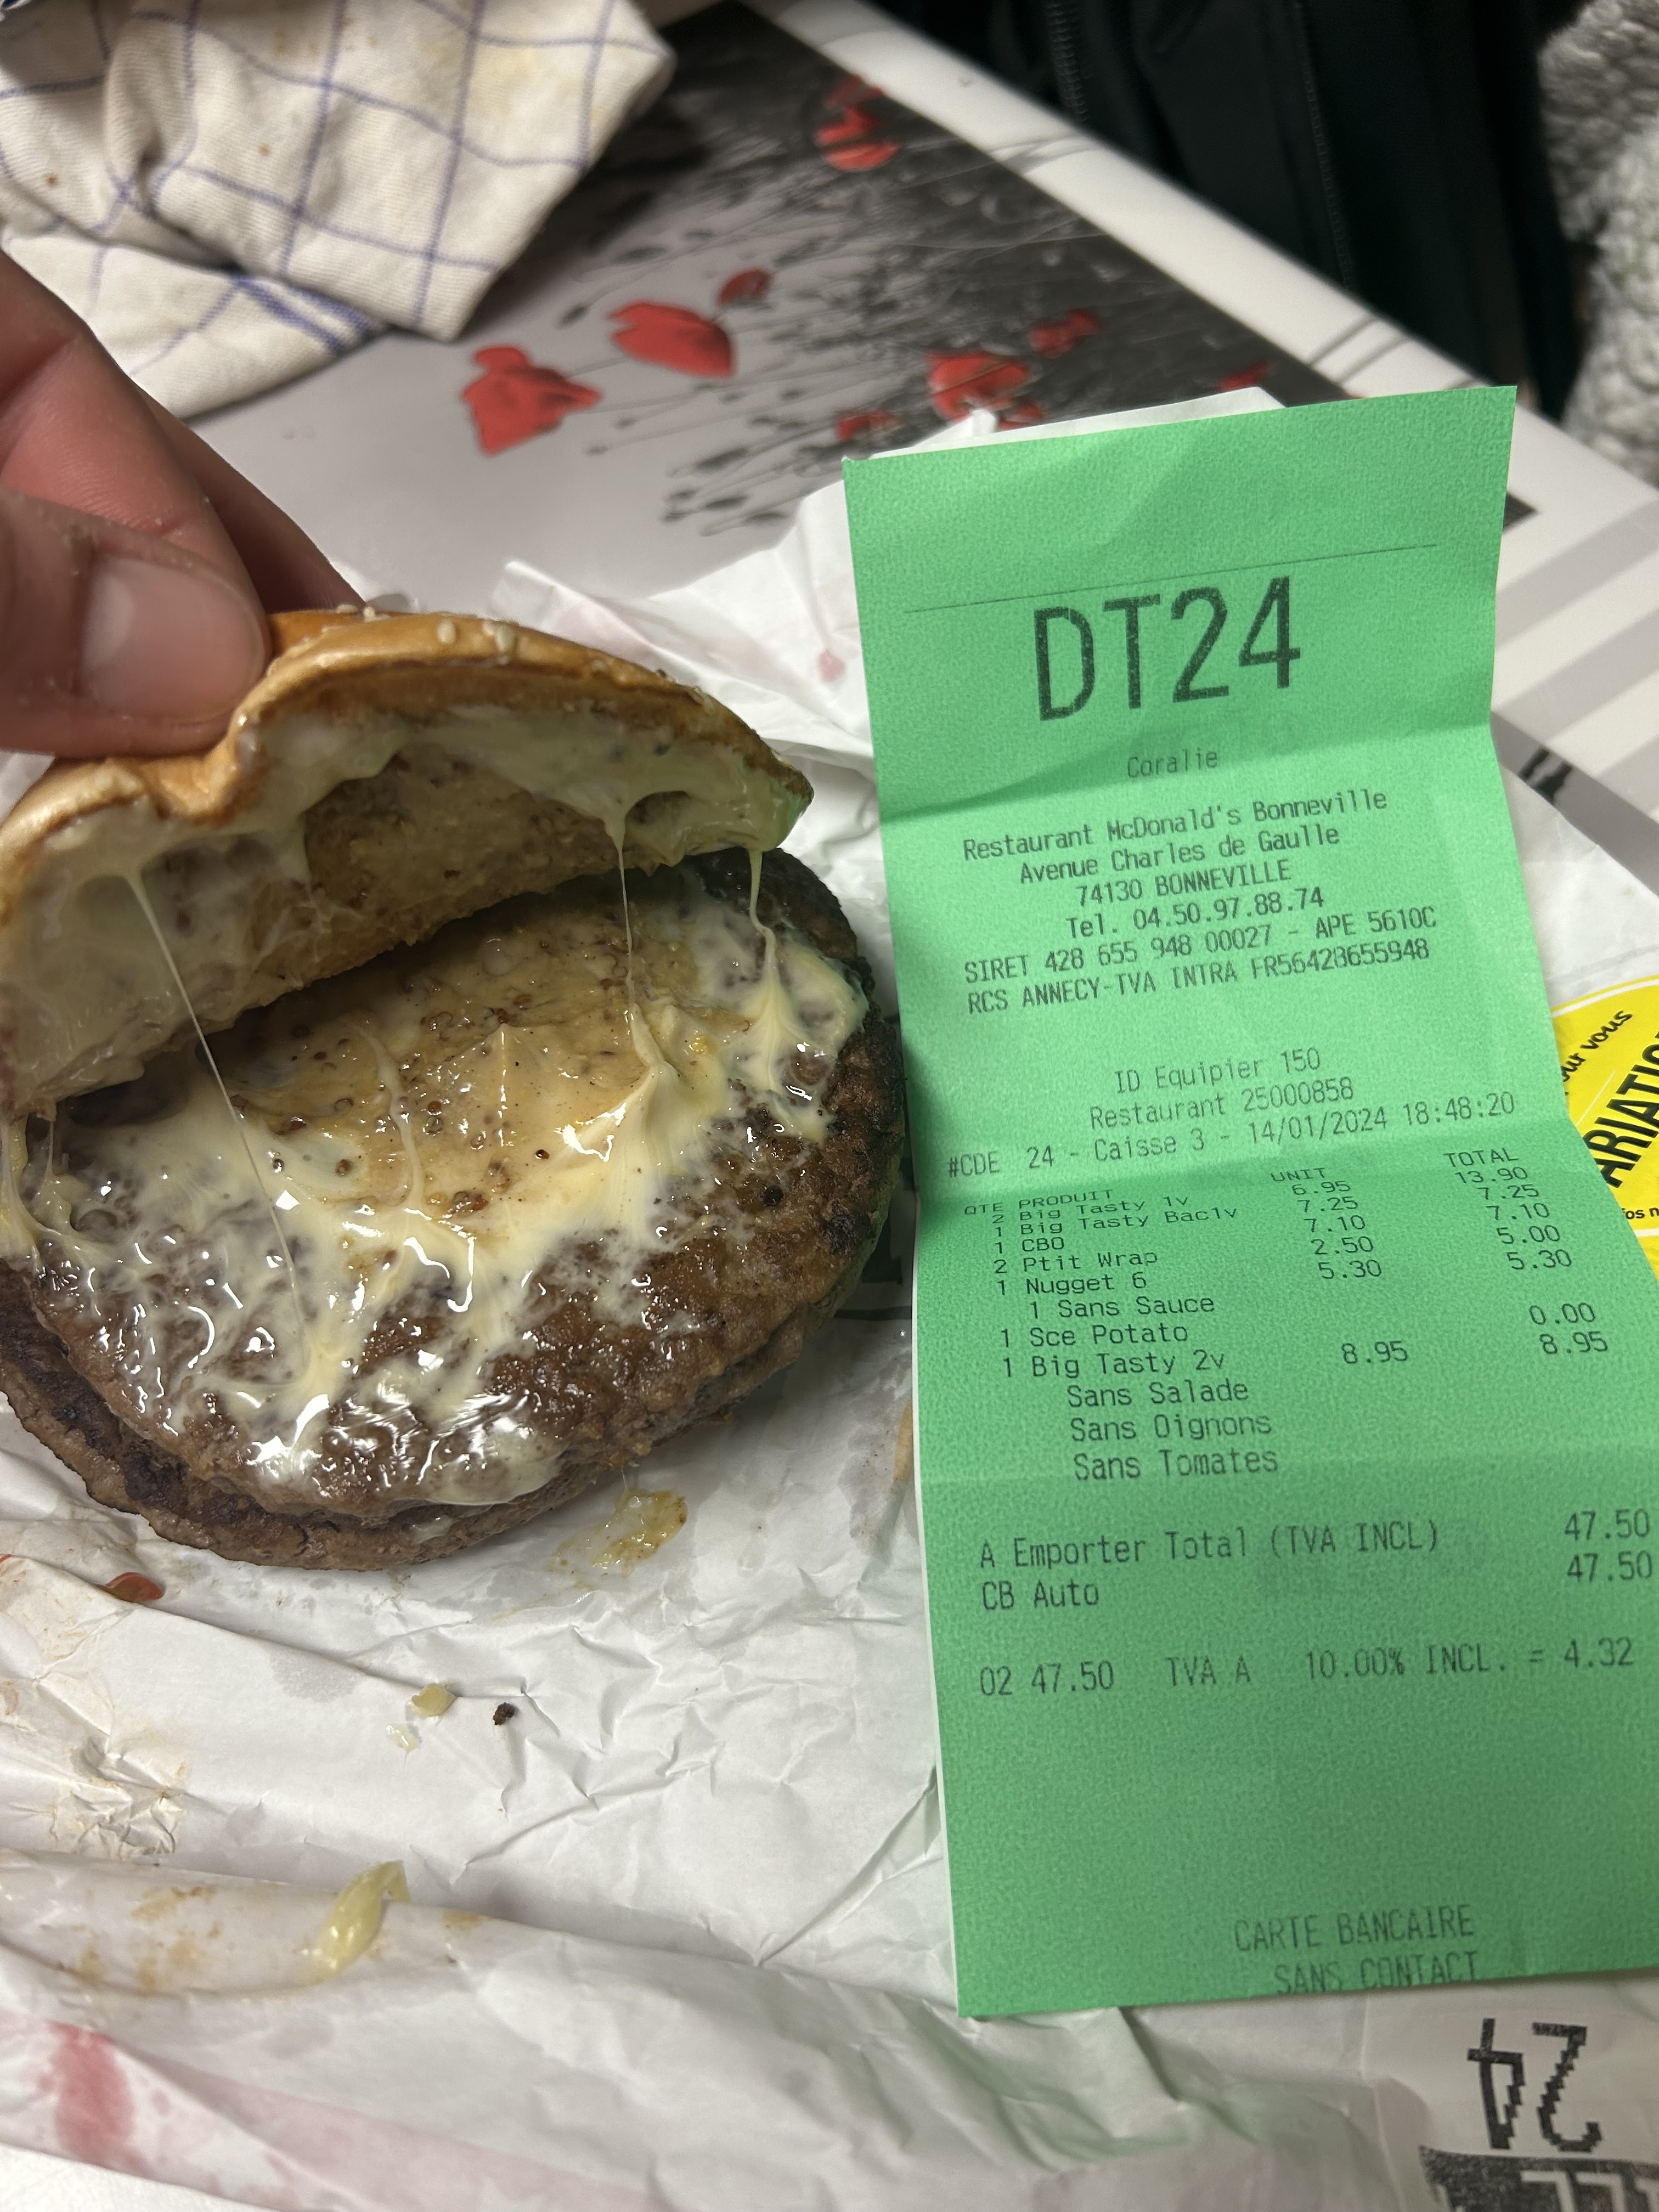 DT24
Coralie
Restaurant McDonald's Bonneville
Avenue Charles de Gaulle
74130 BONNEVILLE
Tel. 04.50.97.88.74
SIRET 428 655 948 00027 - APE 5610C
RCS ANNECY-TVA INTRA FR56428655948
ID Equipier 150
Restaurant 25000858
#CDE 24 - Caisse 3 - 14/01/2024 18:48:20
QTE PRODUIT UNIT TOTAL
2 Big Tasty 1v 6.95 13.90
1 Big Tasty Bac1v 7.25 7.25
1 CBO 7.10 7.10
2 Ptit Wrap 2.50 5.00
1 Nugget 6 5.30 5.30
1 Sans Sauce
1 Sce Potato 0.00
1 Big Tasty 2v 8.95 8.95
Sans Salade
Sans Oignons
Sans Tomates
A Emporter Total (TVA INCL) 47.50
CB Auto 47.50
02 47.50 TVA A 10.00% INCL. = 4.32
CARTE BANCAIRE
SANS CONTACT
vous
24